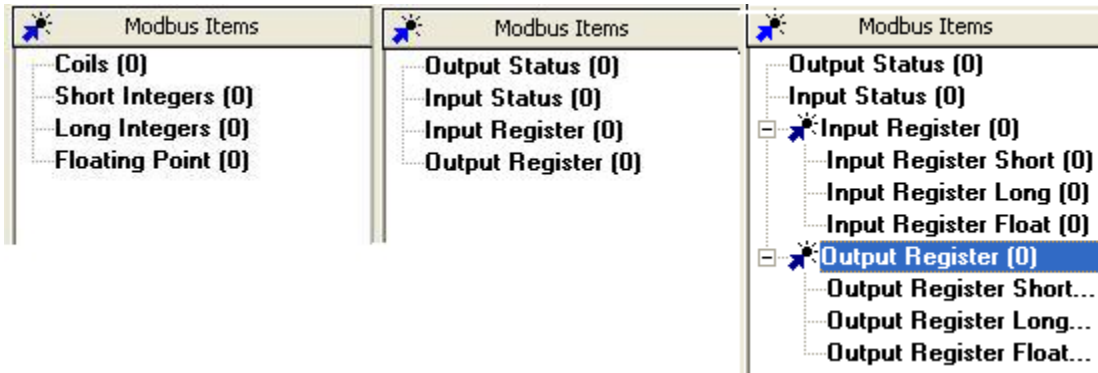 Modbus Items
Coils (0)
Short Integers (0)
Long Integers (0)
Floating Point (0)
Modbus Items
Output Status (0)
Input Status (0)
Input Register (0)
Output Register (0)
Modbus Items
Output Status (0)
Input Status (0)
Input Register (0)
Input Register Short (0)
Input Register Long (0)
Input Register Float (0)
Output Register (0)
Output Register Short...
Output Register Long...
Output Register Float...